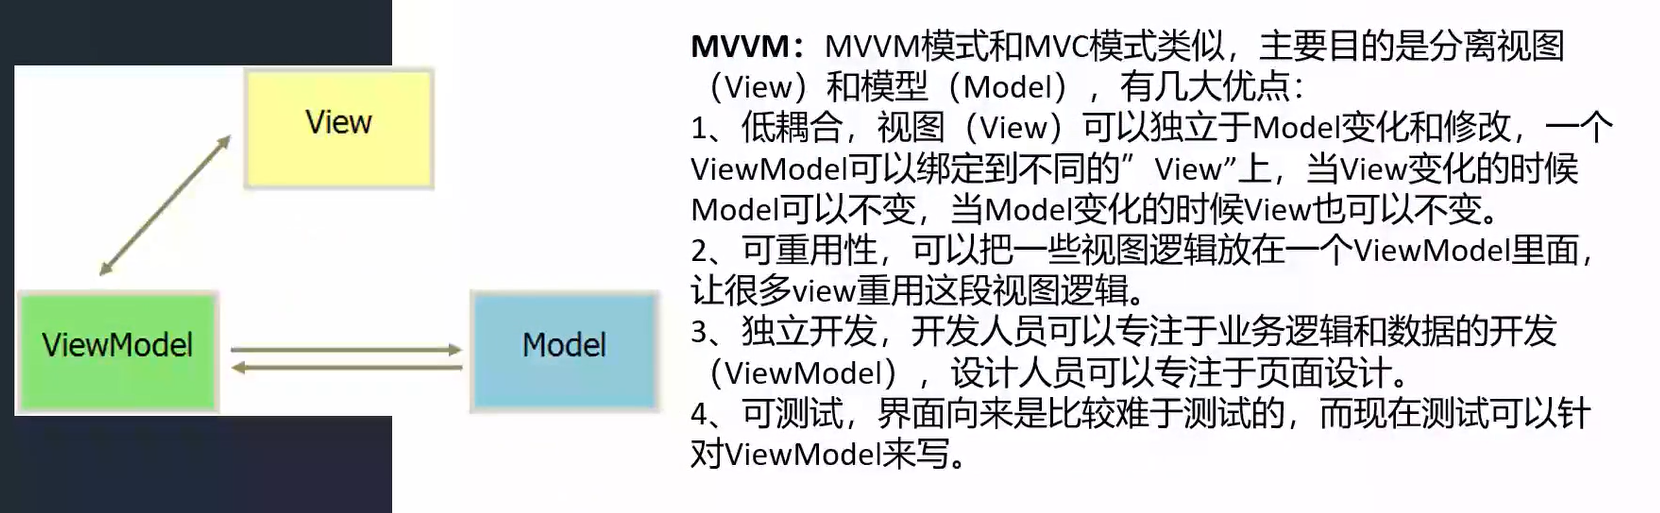 View
ViewModel
Model
MVVM：MVVM模式和MVC模式类似，主要目的是分离视图
（View）和模型（Model），有几大优点：
1、低耦合，视图（View）可以独立于Model变化和修改，一个
ViewModel可以绑定到不同的”View”上，当View变化的时候
Model可以不变，当Model变化的时候View也可以不变。
2、可重用性，可以把一些视图逻辑放在一个ViewModel里面，
让很多view重用这段视图逻辑。
3、独立开发，开发人员可以专注于业务逻辑和数据的开发
（ViewModel），设计人员可以专注于页面设计。
4、可测试，界面向来是比较难于测试的，而现在测试可以针
对ViewModel来写。